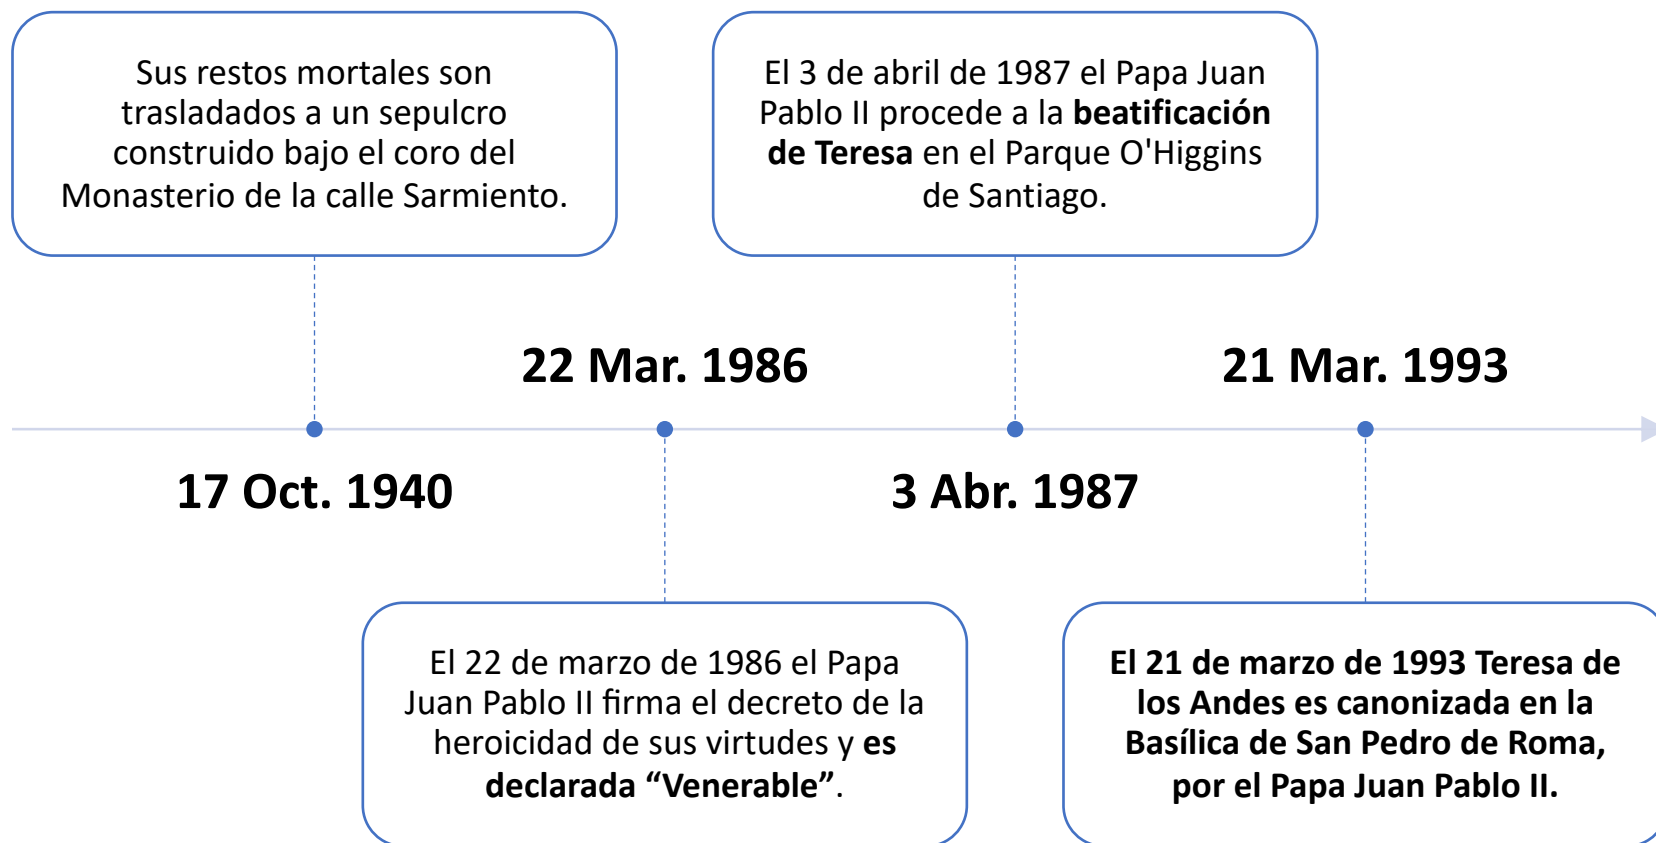 Sus restos mortales son
trasladados a un sepulcro
construido bajo el coro del
Monasterio de la calle Sarmiento.
El 3 de abril de 1987 el Papa Juan
Pablo II procede a la beatificación
de Teresa en el Parque O'Higgins
de Santiago.
22 Mar. 1986
21 Mar. 1993
17 Oct. 1940
3 Abr. 1987
El 22 de marzo de 1986 el Papa
Juan Pablo II firma el decreto de la
heroicidad de sus virtudes y es
declarada “Venerable”.
El 21 de marzo de 1993 Teresa de
los Andes es canonizada en la
Basílica de San Pedro de Roma,
por el Papa Juan Pablo II.